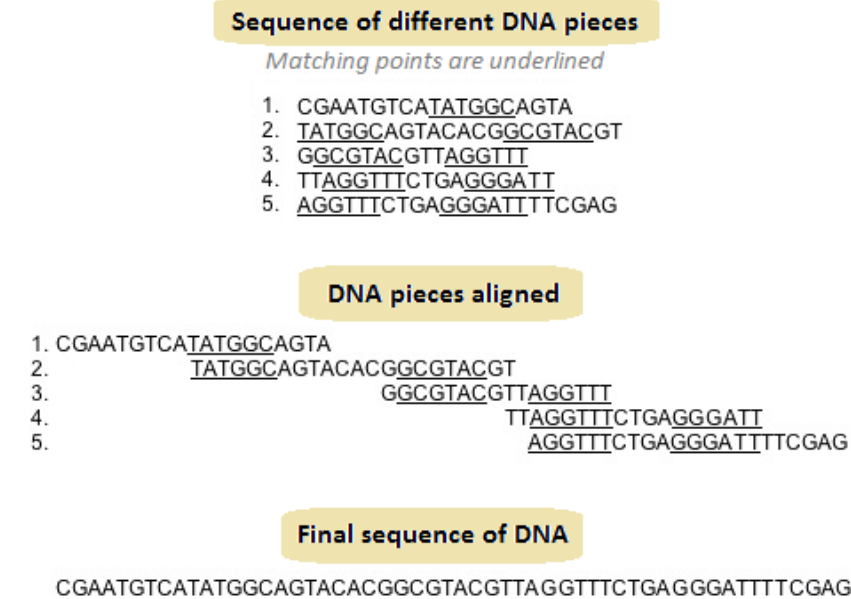 Sequence of different DNA pieces
Matching points are underlined
1. CGAATGTCATATGGCAGTA
2. TATGGCAGTACACGGCGTACGT
3. GGCGTACGTTAGGTTT
4. TTAGGTTTCTGAGGGATT
5. AGGTTTCTGAGGGATTTTCGAG
DNA pieces aligned
1. CGAATGTCATATGGCAGTA
2. TATGGCAGTACACGGCGTACGT
3. GGCGTACGTTAGGTTT
4. TTAGGTTTCTGAGGGATT
5. AGGTTTCTGAGGGATTTTCGAG
Final sequence of DNA
CGAATGTCATATGGCAGTACACGGCGTACGTTAGGTTTCTGAGGGATTTTCGAG